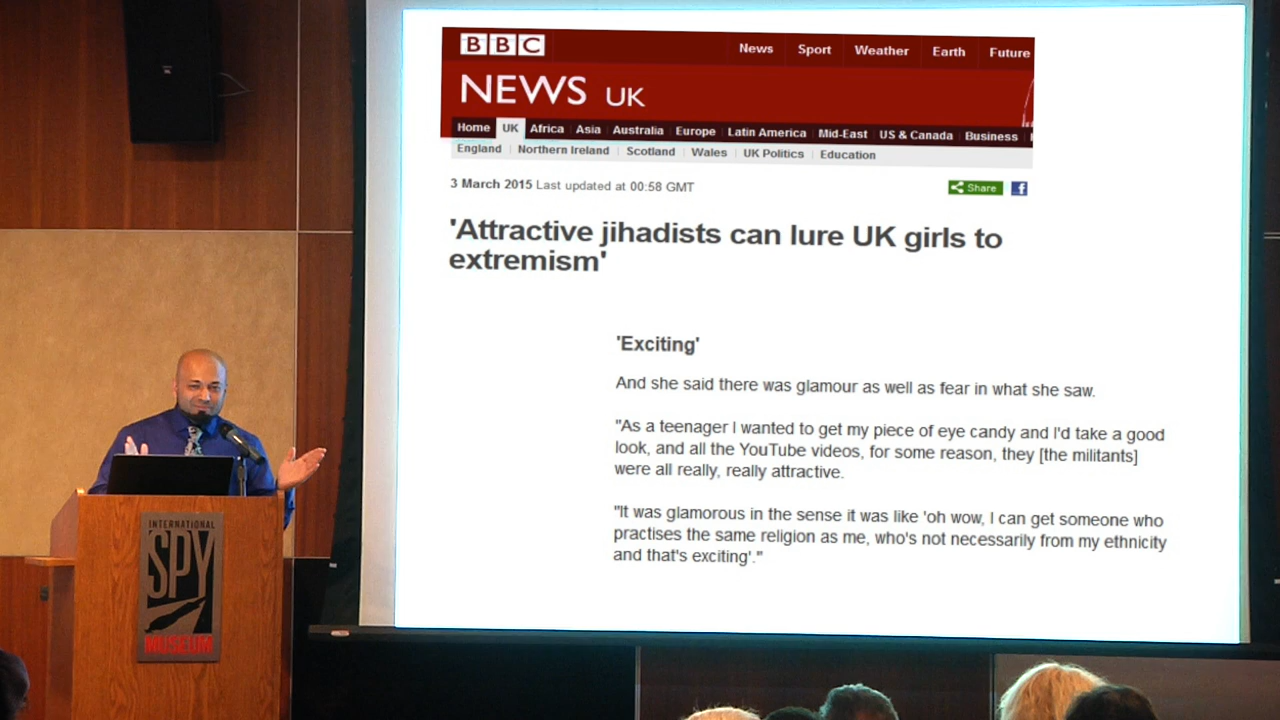 BBC
News Sport Weather Earth Future
NEWS UK
Home UK Africa Asia Australia Europe Latin America Mid-East US & Canada Business
England Northern Ireland Scotland Wales UK Politics Education
3 March 2015 Last updated at 00:58 GMT
Share f
'Attractive jihadists can lure UK girls to
extremism'
'Exciting'
And she said there was glamour as well as fear in what she saw.
"As a teenager I wanted to get my piece of eye candy and I'd take a good
look, and all the YouTube videos, for some reason, they [the militants]
were all really, really attractive.
"It was glamorous in the sense it was like 'oh wow, I can get someone who
practises the same religion as me, who's not necessarily from my ethnicity
and that's exciting'."
INTERNATIONAL
SPY
MUSEUM